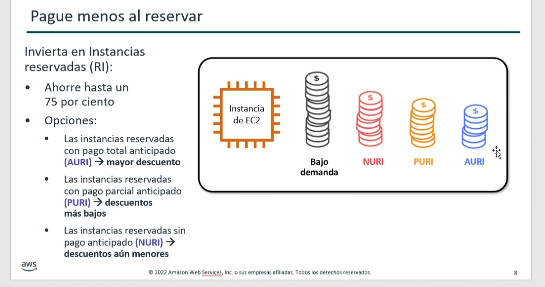 Pague menos al reservar
Invierta en Instancias
reservadas (RI):
• Ahorre hasta un
75 por ciento
• Opciones:
• Las instancias reservadas
con pago total anticipado
(AURI) → mayor descuento
• Las instancias reservadas
con pago parcial anticipado
(PURI) → descuentos
más bajos
• Las instancias reservadas sin
pago anticipado (NURI) →
descuentos aún menores
Instancia
de EC2
$
$
$
$
Bajo
demanda
NURI
PURI
AURI
aws
© 2022 Amazon Web Services, Inc. o sus empresas afiliadas. Todos los derechos reservados.
8